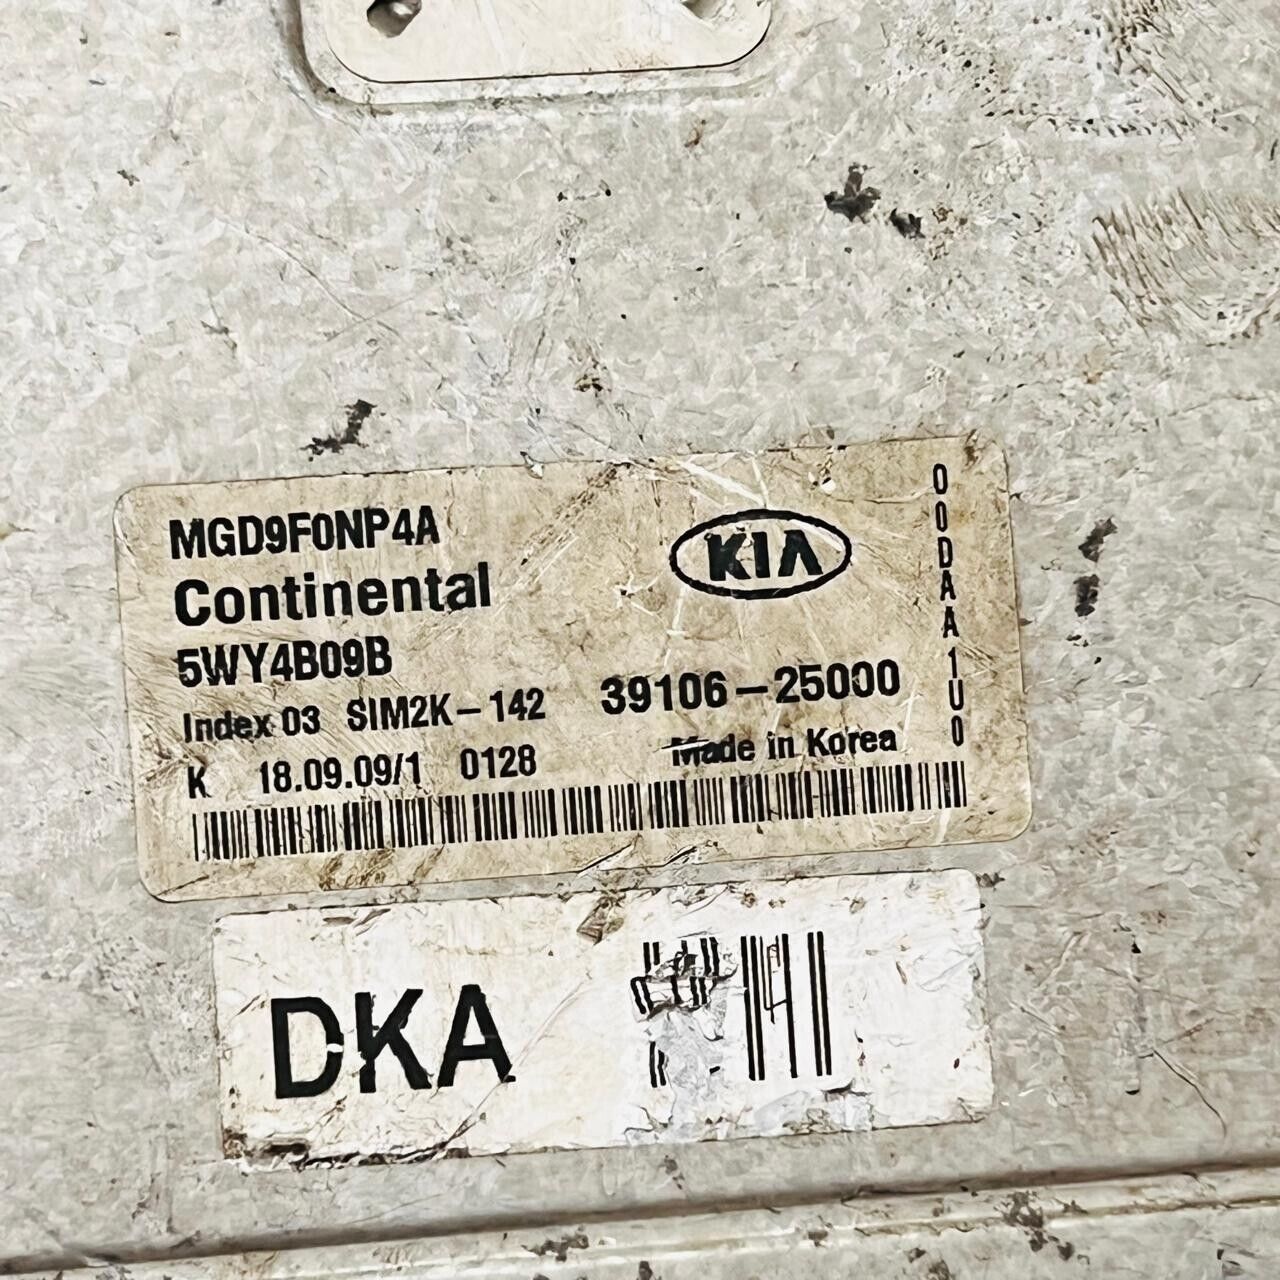 MGD9F0NP4A
KIA
Continental
5WY4B09B
Index 03 SIM2K-142
39106-25000
K 18.09.09/1 0128
Made in Korea
00DAA1U0
DKA